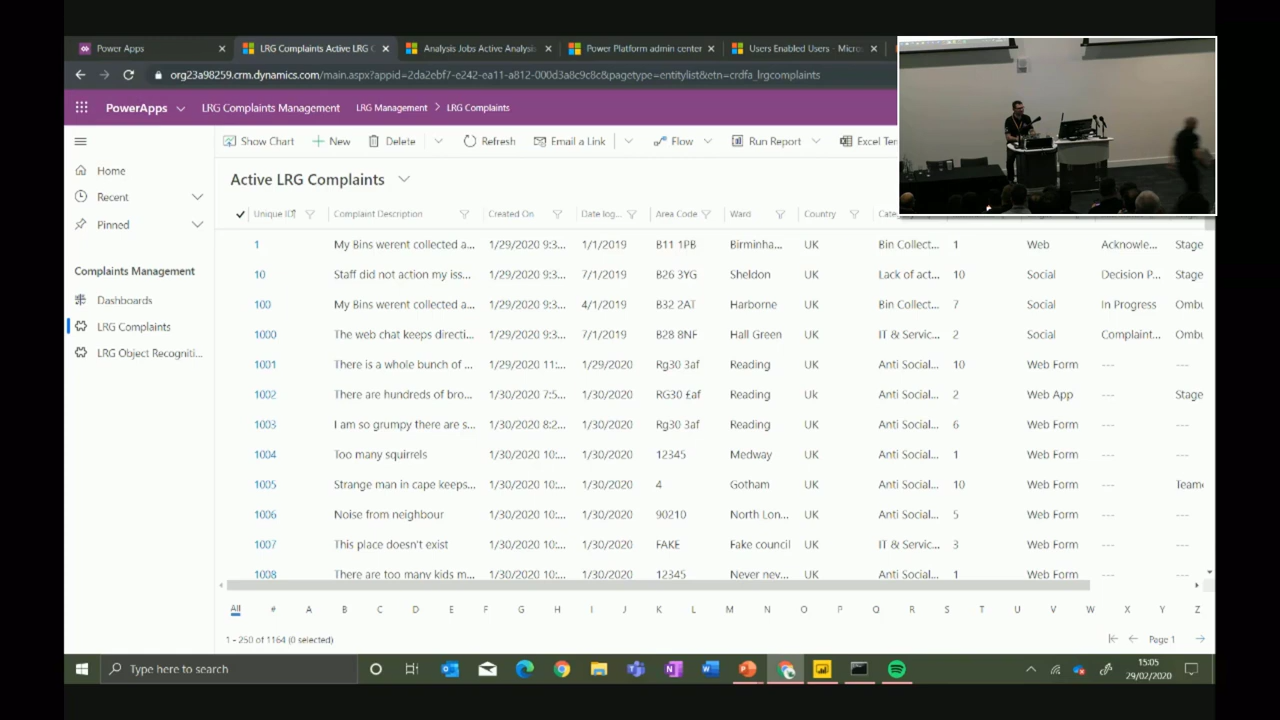 Power Apps
LRG Complaints Active LRG C
Analysis Jobs Active Analysis
Power Platform admin center
Users Enabled Users - Micro
org23a98259.crm.dynamics.com/main.aspx?appid=2da2ebf7-e242-ea11-a812-000d3a8c9c8c&pagetype=entitylist&etn=crdfa_lrgcomplaints
PowerApps LRG Complaints Management LRG Management > LRG Complaints
Show Chart New Delete Refresh Email a Link Flow Run Report Excel Tem
Home
Recent
Pinned
Complaints Management
Dashboards
LRG Complaints
LRG Object Recogniti...
Active LRG Complaints
Unique ID Complaint Description Created On Date log... Area Code Ward Country Categ
1 My Bins werent collected a... 1/29/2020 9:3... 1/1/2019 B11 1PB Birmingha... UK Bin Collect... 1 Web Acknowle... Stage
10 Staff did not action my iss... 1/29/2020 9:3... 7/1/2019 B26 3YG Sheldon UK Lack of act... 10 Social Decision P... Stage
100 My Bins werent collected a... 1/29/2020 9:3... 4/1/2019 B32 2AT Harborne UK Bin Collect... 7 Social In Progress Ombu
1000 The web chat keeps directi... 1/29/2020 9:3... 7/1/2019 B28 8NF Hall Green UK IT & Servic... 2 Social Complaint... Ombu
1001 There is a whole bunch of ... 1/29/2020 11:... 1/29/2020 Rg30 3af Reading UK Anti Social... 10 Web Form ---  ---
1002 There are hundreds of bro... 1/30/2020 7:5... 1/30/2020 RG30 £af Reading Uk Anti Social... 2 Web App --- Stage
1003 I am so grumpy there are s... 1/30/2020 8:2... 1/30/2020 Rg30 3af Reading UK Anti Social... 6 Web Form --- ---
1004 Too many squirrels 1/30/2020 10:... 1/30/2020 12345 Medway UK Anti Social... 1 Web Form --- ---
1005 Strange man in cape keeps... 1/30/2020 10:... 1/30/2020 4 Gotham UK Anti Social... 10 Web Form --- Team
1006 Noise from neighbour 1/30/2020 10:... 1/30/2020 90210 North Lon... UK Anti Social... 5 Web Form --- ---
1007 This place doesn't exist 1/30/2020 10:... 1/30/2020 FAKE Fake council UK IT & Servic... 3 Web Form --- ---
1008 There are too many kids m... 1/30/2020 10:... 1/30/2020 12345 Never nev... UK Anti Social... 1 Web Form --- ---
All # A B C D E F G H I J K L M N O P Q R S T U V W X Y Z
1 - 250 of 1164 (0 selected)
Page 1
Type here to search
15:05
29/02/2020